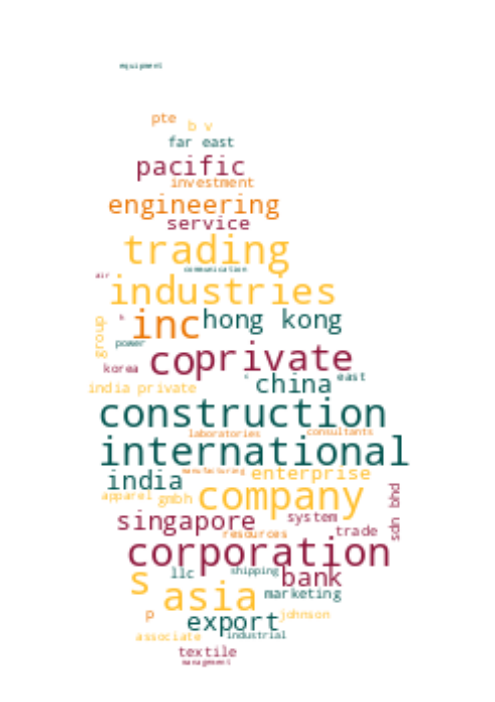 equipment
pte
b v
far east
pacific
investment
engineering
service
trading
communication
air
industries
group
h
inc
hong kong
power
co
private
korea
china
east
india private
construction
laboratories
consultants
international
manufacturing
enterprise
india
apparel
gmbh
company
sdn bhd
singapore
system
trade
resources
corporation
llc
shipping
bank
s
asia
marketing
p
export
johnson
associate
industrial
textile
management